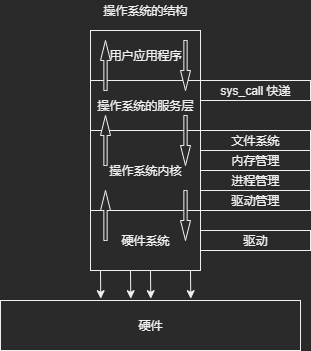 操作系统的结构
用户应用程序
sys_call 快递
操作系统的服务层
文件系统
内存管理
操作系统内核
进程管理
驱动管理
硬件系统
驱动
硬件